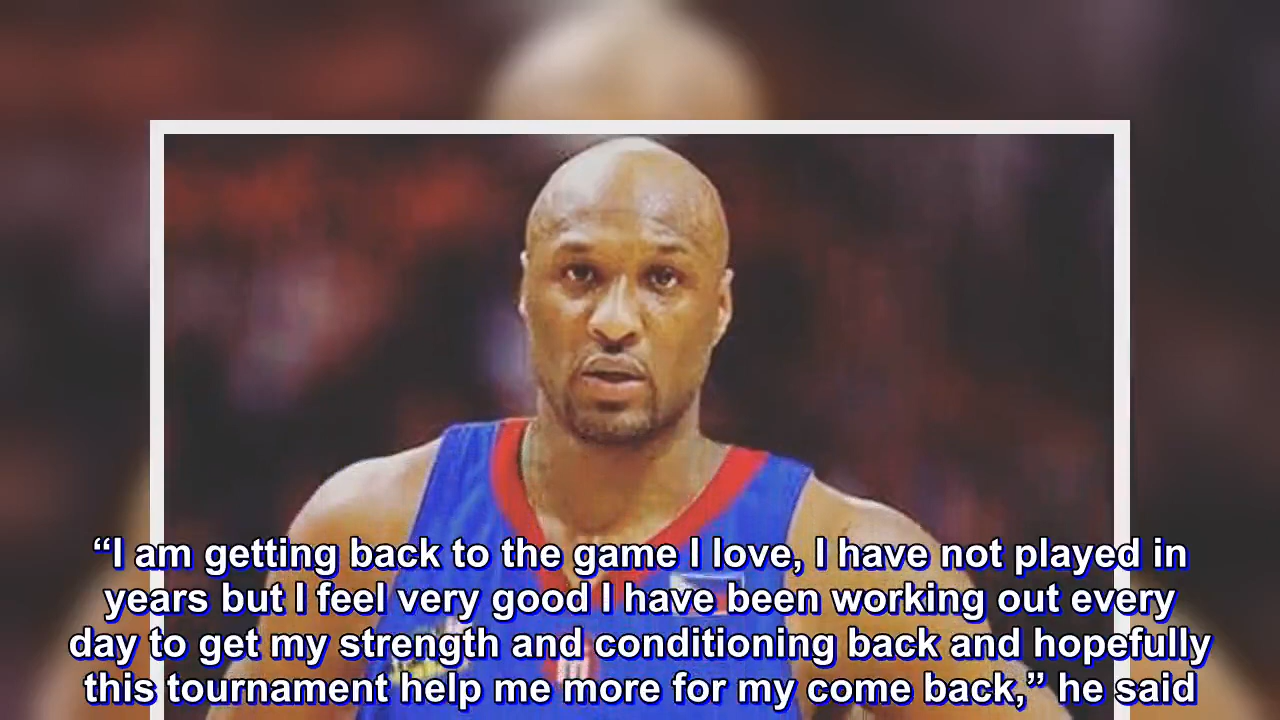 “I am getting back to the game I love, I have not played in
years but I feel very good I have been working out every
day to get my strength and conditioning back and hopefully
this tournament help me more for my come back,” he said